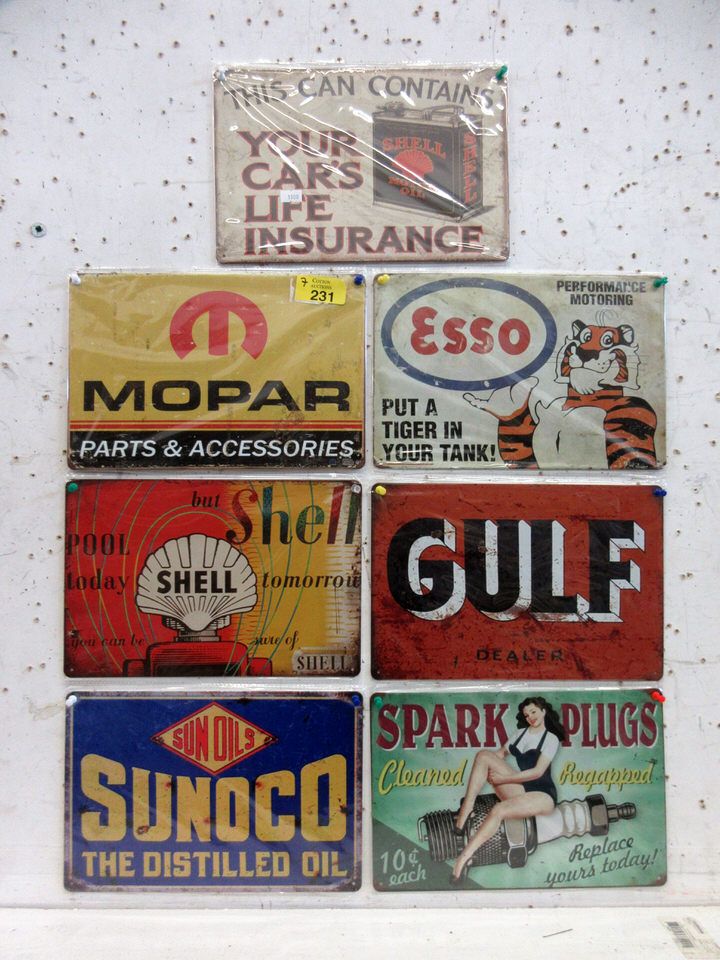 THIS CAN CONTAINS
YOUR
CAR'S
LIFE
INSURANCE
SHELL
MOTOR
OIL
SHELL
7
COTTON
AUCTIONS
231
MOPAR
PARTS & ACCESSORIES
PERFORMANCE
MOTORING
Esso
PUT A
TIGER IN
YOUR TANK!
but Shell
POOL
today
SHELL
tomorrow
you can be
sure of
SHELL
GULF
DEALER
SUN OILS
SUNOCO
THE DISTILLED OIL
SPARK PLUGS
Cleaned Regapped
10¢
each
Replace
yours today!